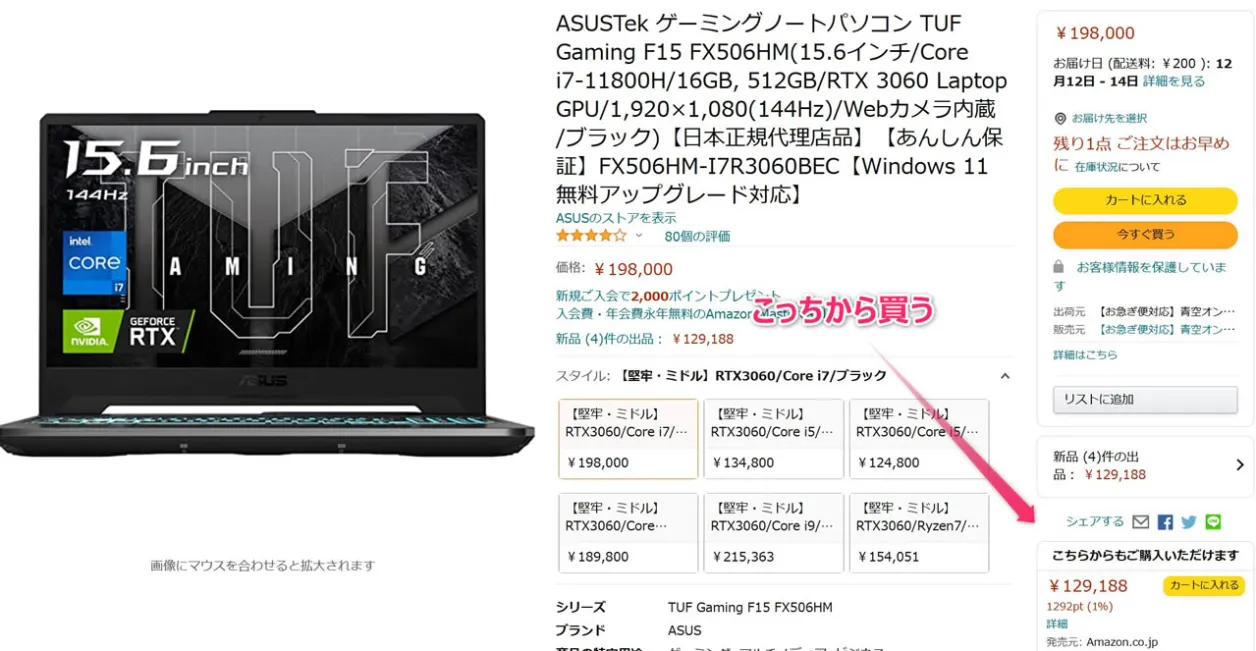 ASUSTek ゲーミングノートパソコン TUF
Gaming F15 FX506HM(15.6インチ/Core
i7-11800H/16GB, 512GB/RTX 3060 Laptop
GPU/1,920×1,080(144Hz)/Webカメラ内蔵
/ブラック)【日本正規代理店品】【あんしん保
証】FX506HM-I7R3060BEC【Windows 11
無料アップグレード対応】
ASUSのストアを表示
80個の評価
価格: ￥198,000
新規ご入会で2,000ポイントプレゼント
入会費・年会費永年無料のAmazon
こっちから買う
新品 (4)件の出品： ￥129,188
スタイル: 【堅牢・ミドル】RTX3060/Core i7/ブラック
【堅牢・ミドル】
RTX3060/Core i7/…
￥198,000
【堅牢・ミドル】
RTX3060/Core i5/…
￥134,800
【堅牢・ミドル】
RTX3060/Core i5/…
￥124,800
【堅牢・ミドル】
RTX3060/Core…
￥189,800
【堅牢・ミドル】
RTX3060/Core i9/…
￥215,363
【堅牢・ミドル】
RTX3060/Ryzen7/…
￥154,051
シリーズ TUF Gaming F15 FX506HM
ブランド ASUS
15.6inch
144Hz
TUF
GAMING
intel
CORE
i7
NVIDIA.
GEFORCE
RTX
ASUS
画像にマウスを合わせると拡大されます
￥198,000
お届け日 (配送料: ￥200 ): 12
月12日 - 14日 詳細を見る
お届け先を選択
残り1点 ご注文はお早め
に 在庫状況について
カートに入れる
今すぐ買う
お客様情報を保護していま
す
出荷元 【お急ぎ便対応】青空オン…
販売元 【お急ぎ便対応】青空オン…
詳細はこちら
リストに追加
新品 (4)件の出
品： ￥129,188
シェアする
こちらからもご購入いただけます
￥129,188 カートに入れる
1292pt (1%)
詳細
発売元: Amazon.co.jp